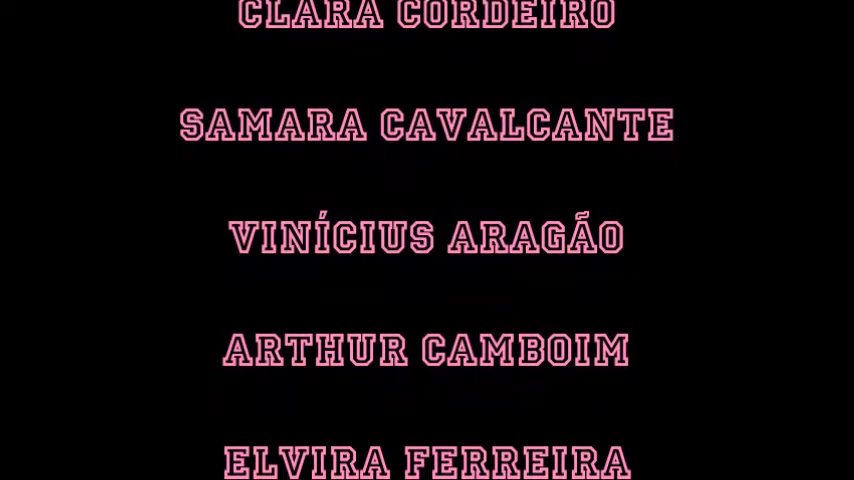 CLARA CORDEIRO
SAMARA CAVALCANTE
VINÍCIUS ARAGÃO
ARTHUR CAMBOIM
ELVIRA FERREIRA